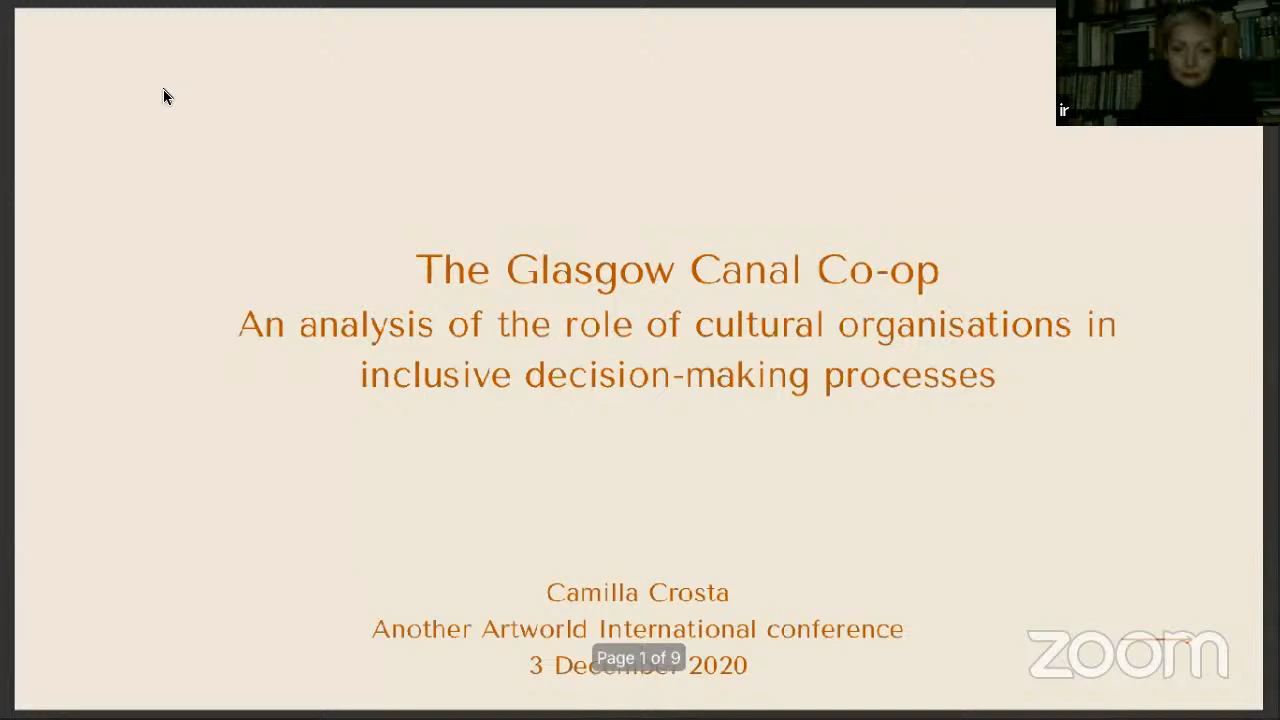 ir
The Glasgow Canal Co-op
An analysis of the role of cultural organisations in
inclusive decision-making processes
Camilla Crosta
Another Artworld International conference
3 December 2020
Page 1 of 9
zoom